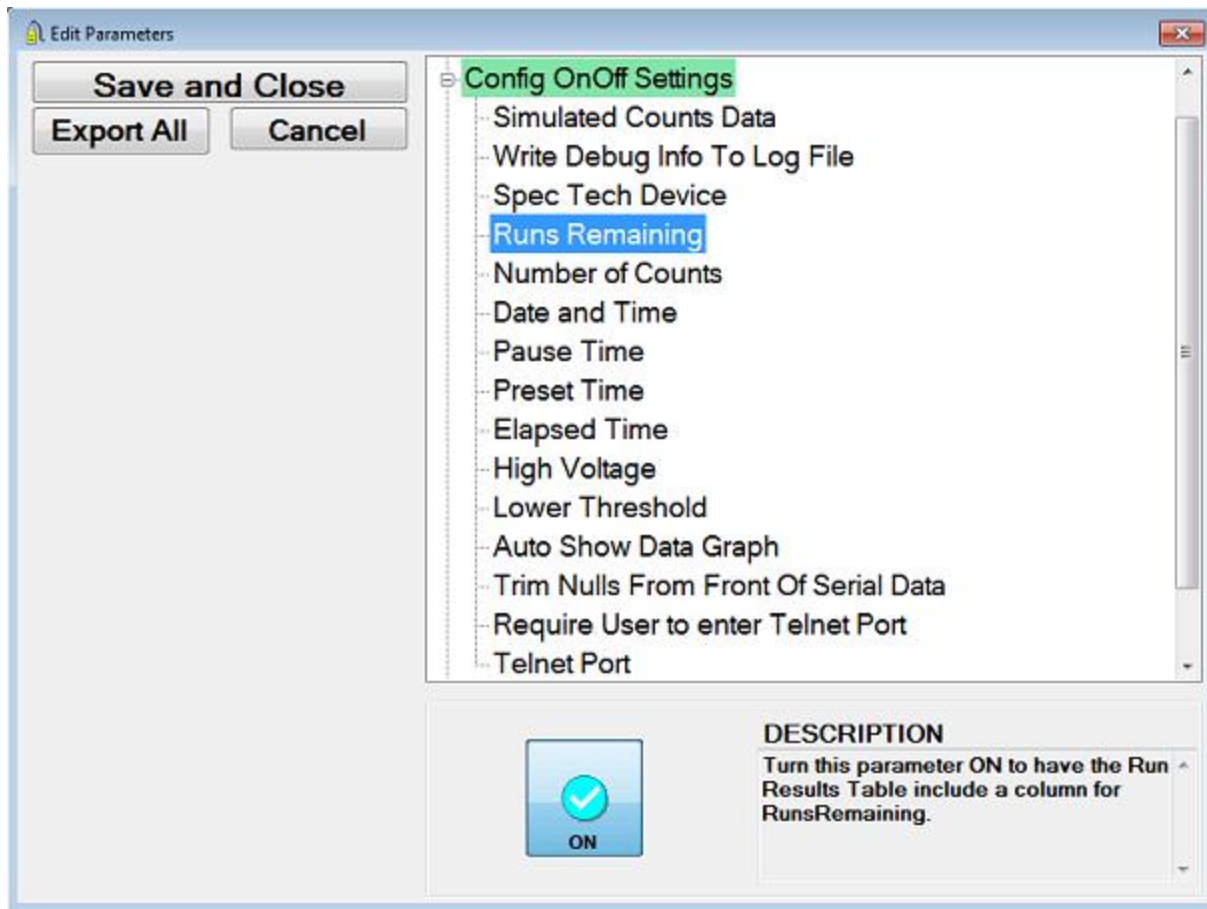 Edit Parameters
Save and Close
Export All
Cancel
Config OnOff Settings
Simulated Counts Data
Write Debug Info To Log File
Spec Tech Device
Runs Remaining
Number of Counts
Date and Time
Pause Time
Preset Time
Elapsed Time
High Voltage
Lower Threshold
Auto Show Data Graph
Trim Nulls From Front Of Serial Data
Require User to enter Telnet Port
Telnet Port
ON
DESCRIPTION
Turn this parameter ON to have the Run
Results Table include a column for
RunsRemaining.